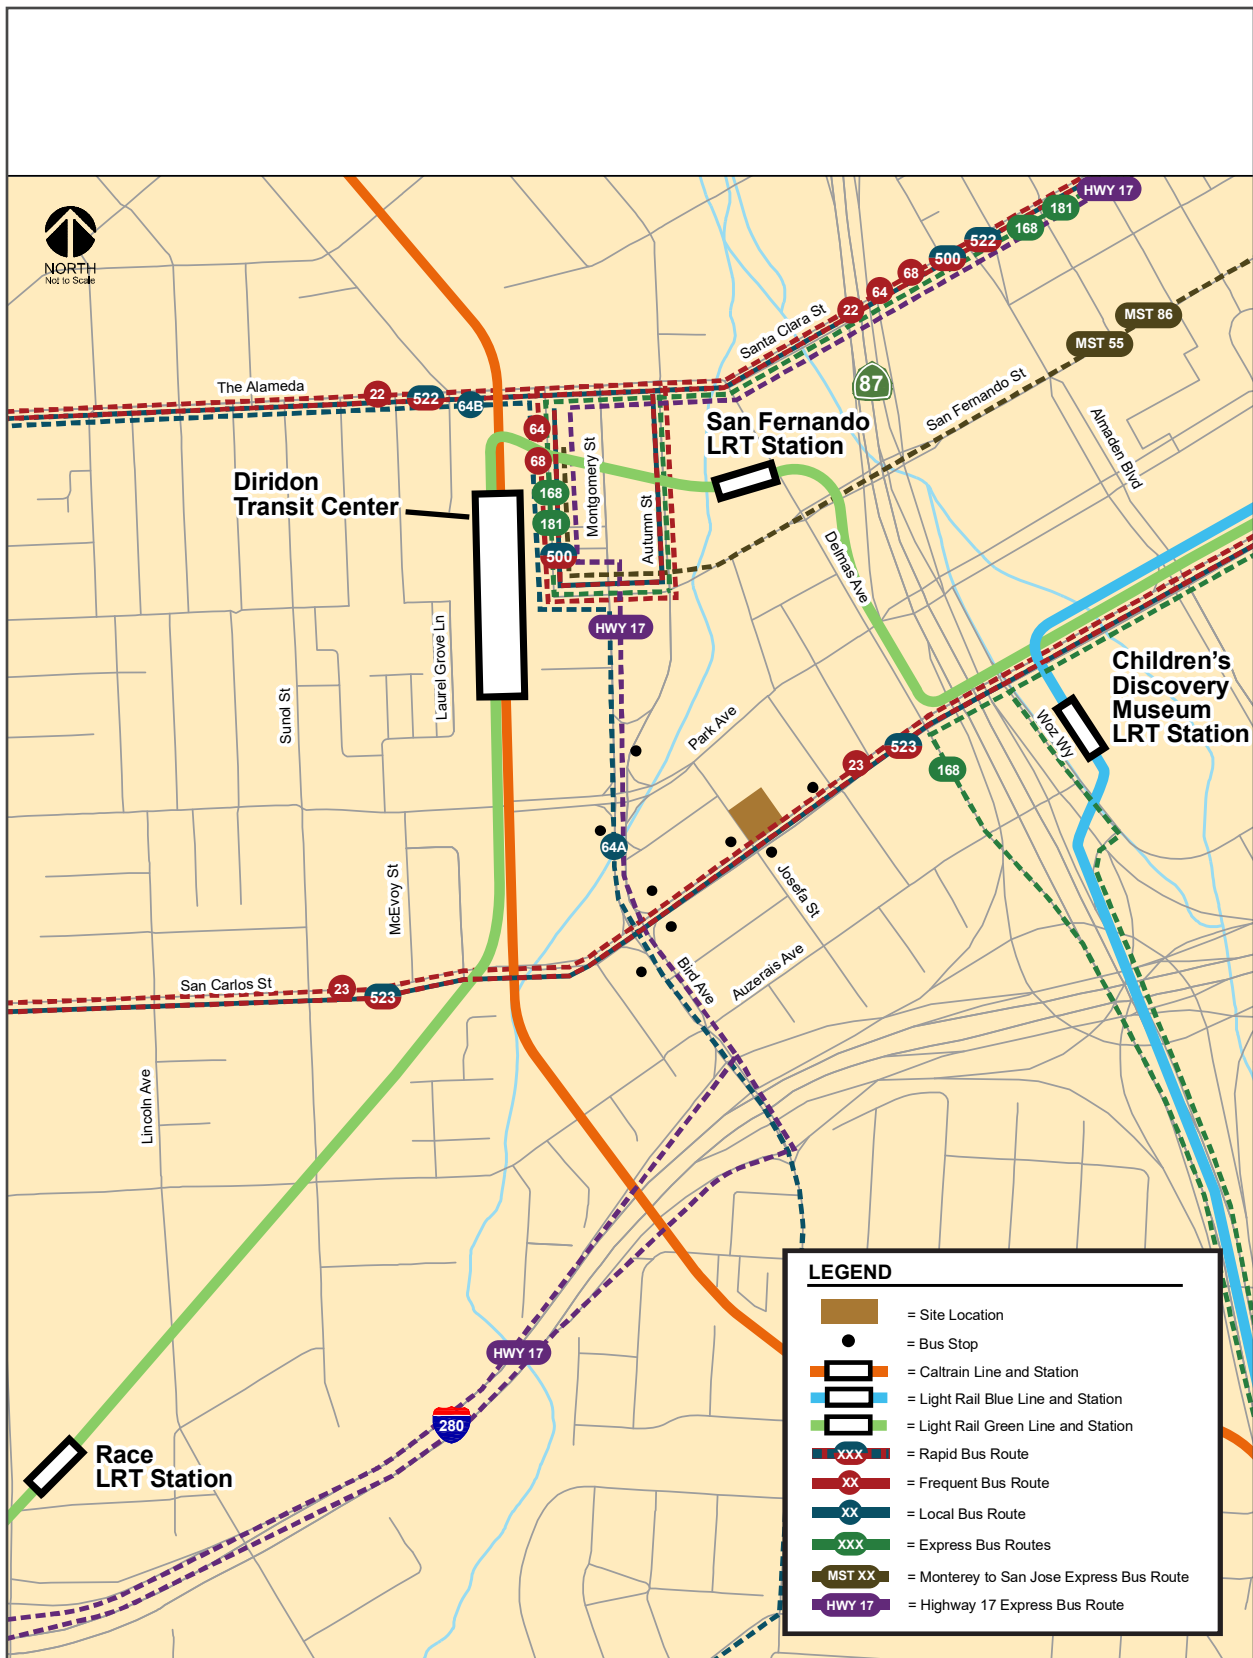 HWY 17
181
168
522
500
68
64
22
NORTH
Not to Scale
Santa Clara St
MST 86
MST 55
87
San Fernando St
The Alameda
22
522
64B
Almaden Blvd
San Fernando
LRT Station
64
68
168
181
500
Montgomery St
Autumn St
Diridon
Transit Center
Delmas Ave
HWY 17
Laurel Grove Ln
Sunol St
Children's
Discovery
Museum
LRT Station
Woz Wy
Park Ave
523
23
168
64A
McEvoy St
Josefa St
Bird Ave
Auzerais Ave
San Carlos St
23
523
Lincoln Ave
HWY 17
280
Race
LRT Station
LEGEND
= Site Location
= Bus Stop
= Caltrain Line and Station
= Light Rail Blue Line and Station
= Light Rail Green Line and Station
XXX = Rapid Bus Route
XX = Frequent Bus Route
XX = Local Bus Route
XXX = Express Bus Routes
MST XX = Monterey to San Jose Express Bus Route
HWY 17 = Highway 17 Express Bus Route